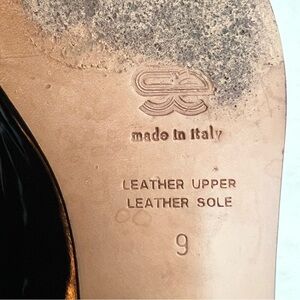 made in Italy
LEATHER UPPER
LEATHER SOLE
9